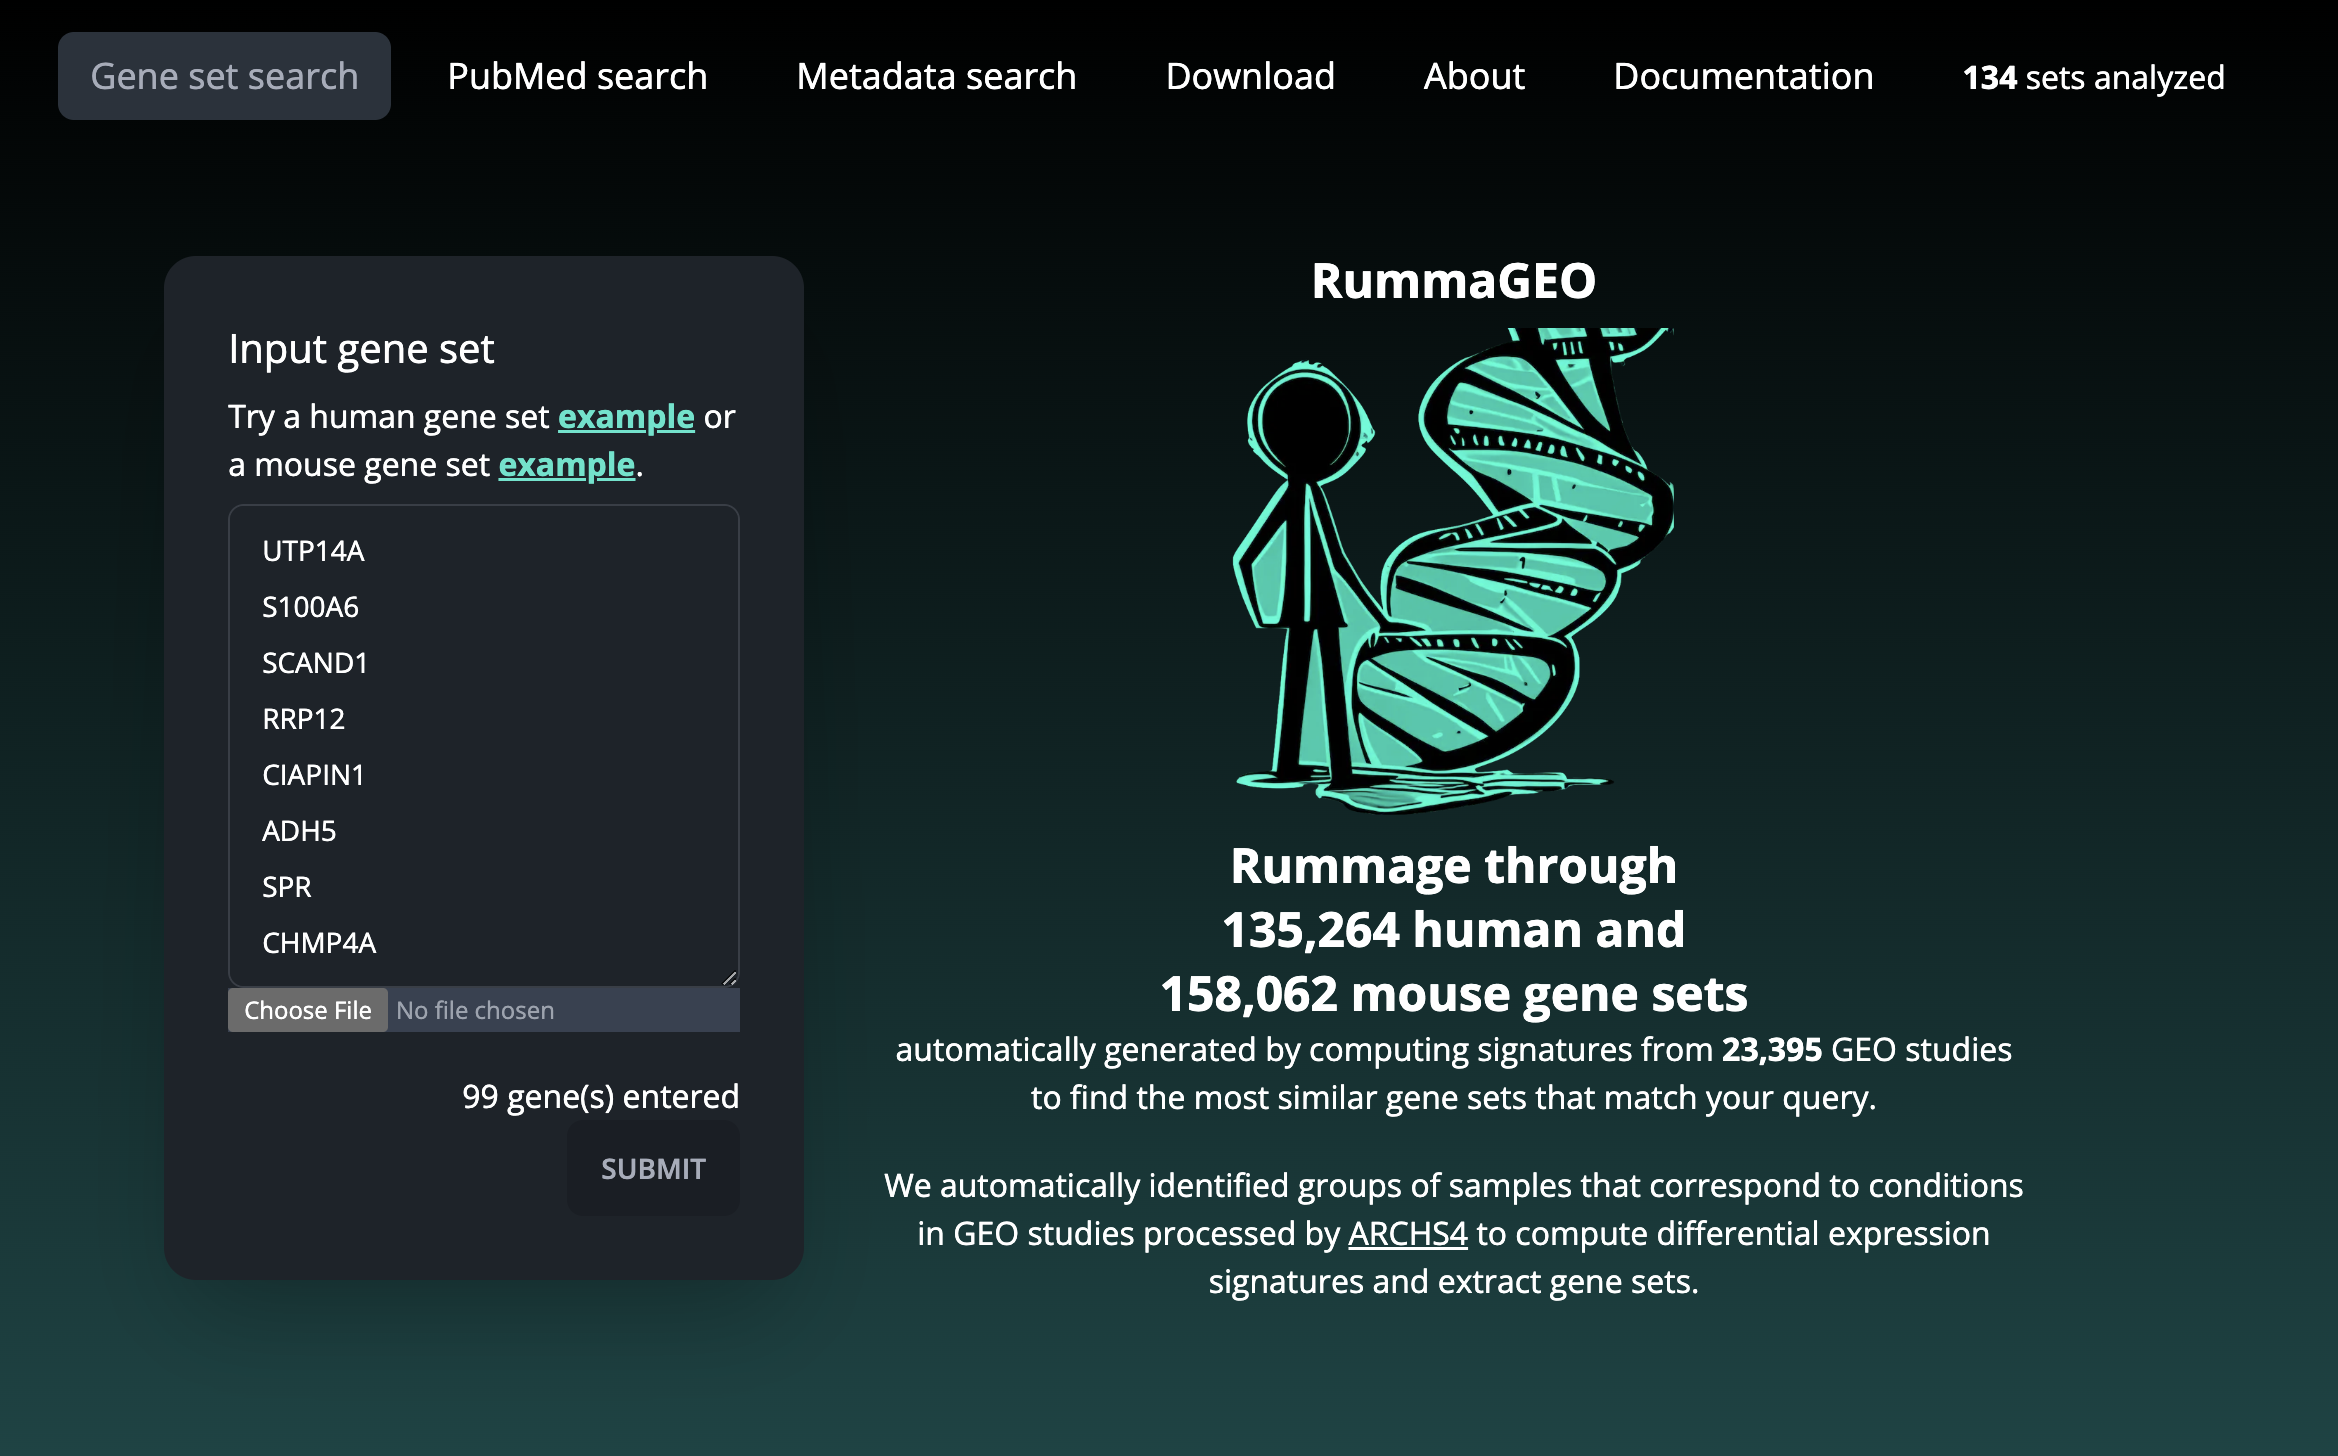 Gene set search PubMed search Metadata search Download About Documentation 134 sets analyzed
Input gene set
Try a human gene set example or
a mouse gene set example.
UTP14A
S100A6
SCAND1
RRP12
CIAPIN1
ADH5
SPR
CHMP4A
Choose File No file chosen
99 gene(s) entered
SUBMIT
RummaGEO
Rummage through
135,264 human and
158,062 mouse gene sets
automatically generated by computing signatures from 23,395 GEO studies
to find the most similar gene sets that match your query.
We automatically identified groups of samples that correspond to conditions
in GEO studies processed by ARCHS4 to compute differential expression
signatures and extract gene sets.